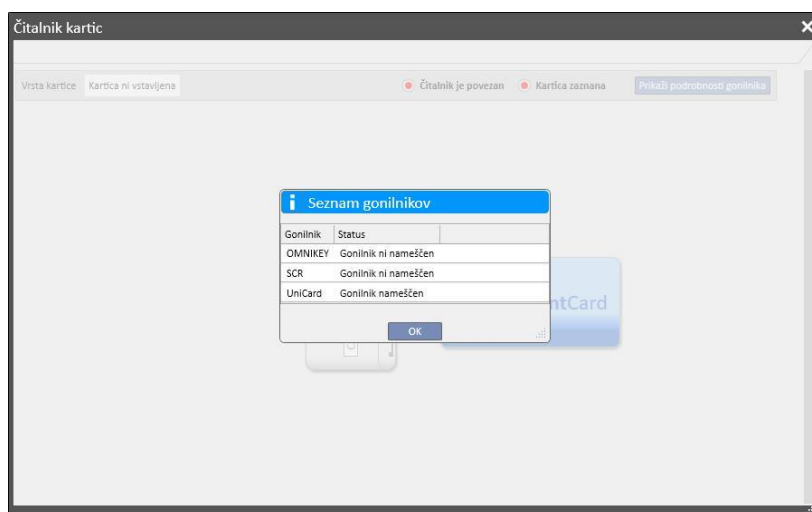 Čitalnik kartic
Vrsta kartice Kartica ni vstavljena Čitalnik je povezan Kartica zaznana Prikaži podrobnosti gonilnika
Seznam gonilnikov
Gonilnik Status
OMNIKEY Gonilnik ni nameščen
SCR Gonilnik ni nameščen
UniCard Gonilnik nameščen
ntCard
OK